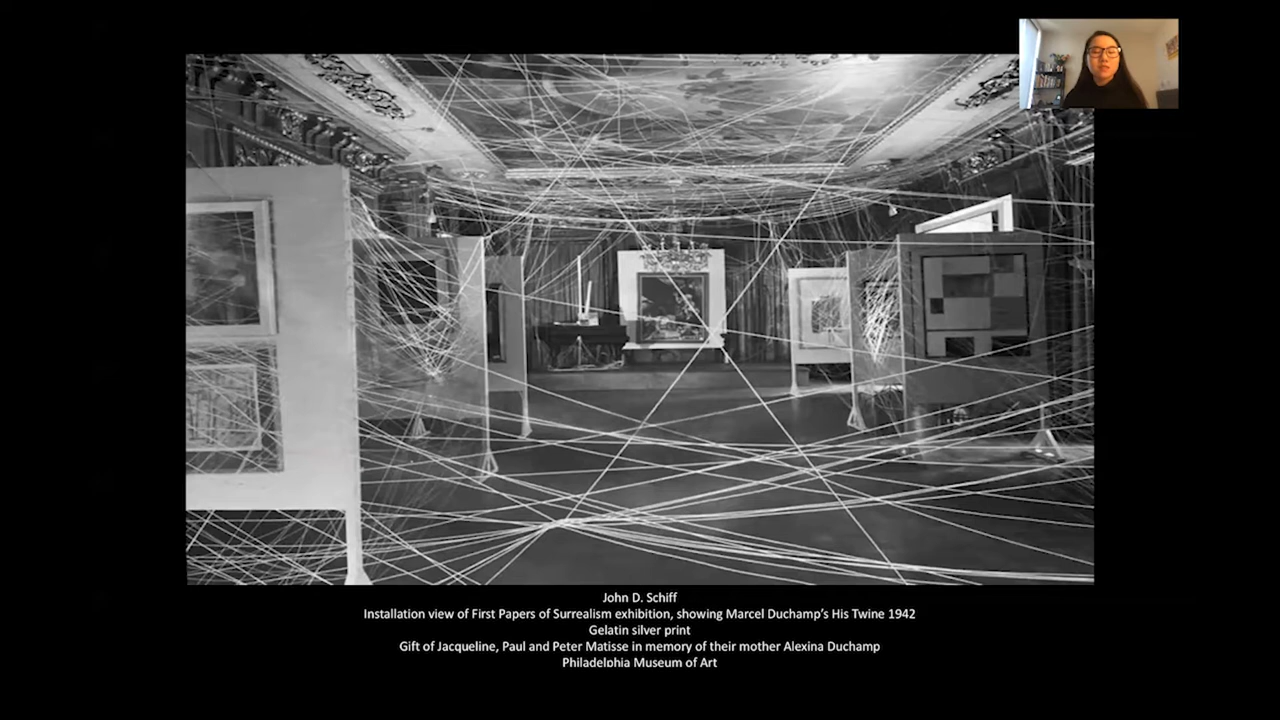 John D. Schiff
Installation view of First Papers of Surrealism exhibition, showing Marcel Duchamp’s His Twine 1942
Gelatin silver print
Gift of Jacqueline, Paul and Peter Matisse in memory of their mother Alexina Duchamp
Philadelphia Museum of Art